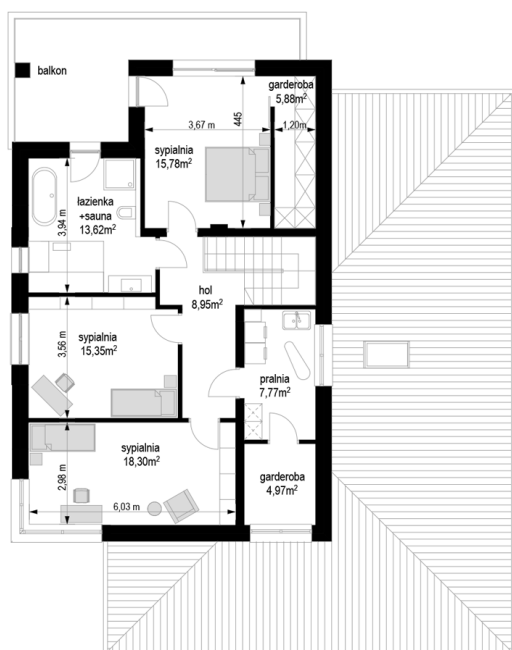 balkon
garderoba
5,88m²
1,20m
3,67 m
445
sypialnia
15,78m²
łazienka
+sauna
13,62m²
3,94 m
hol
8,95m²
3,56 m
sypialnia
15,35m²
pralnia
7,77m²
sypialnia
18,30m²
2,98 m
6,03 m
garderoba
4,97m²